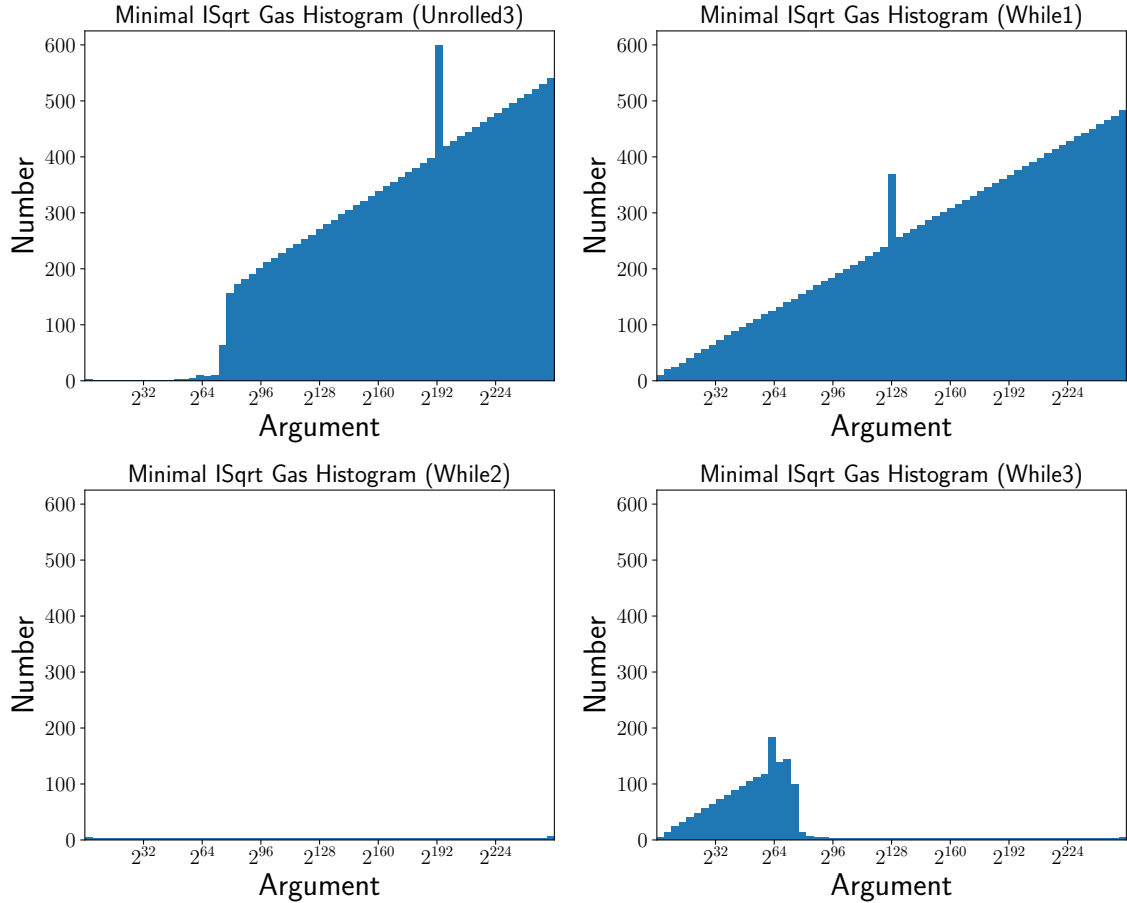 Minimal ISqrt Gas Histogram (Unrolled3)
600
500
400
300
200
100
0
Number
2^32 2^64 2^96 2^128 2^160 2^192 2^224
Argument
Minimal ISqrt Gas Histogram (While1)
600
500
400
300
200
100
0
Number
2^32 2^64 2^96 2^128 2^160 2^192 2^224
Argument
Minimal ISqrt Gas Histogram (While2)
600
500
400
300
200
100
0
Number
2^32 2^64 2^96 2^128 2^160 2^192 2^224
Argument
Minimal ISqrt Gas Histogram (While3)
600
500
400
300
200
100
0
Number
2^32 2^64 2^96 2^128 2^160 2^192 2^224
Argument